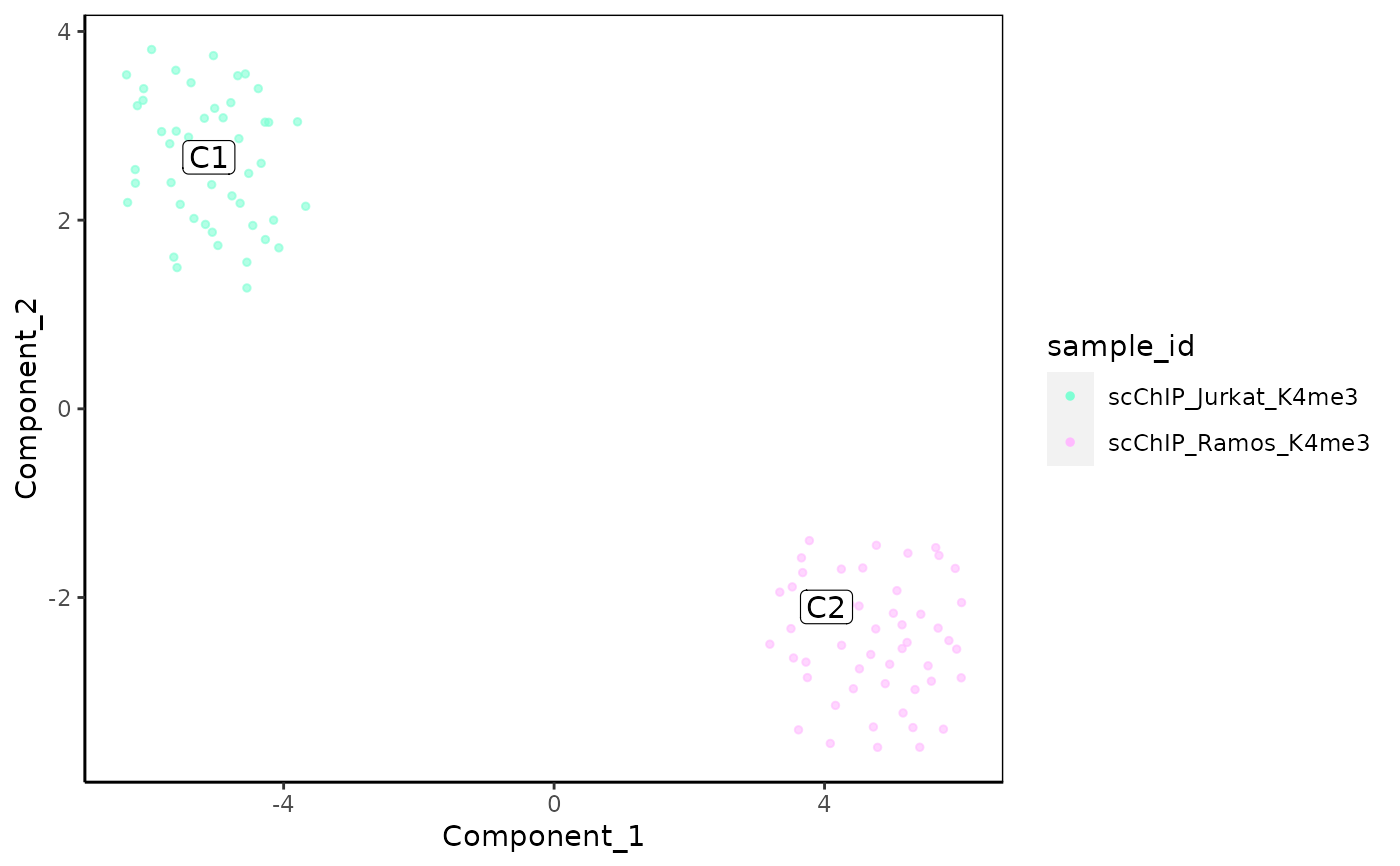 4
2
0
-2
Component_2
C1
C2
-4
0
4
Component_1
sample_id
scChIP_Jurkat_K4me3
scChIP_Ramos_K4me3